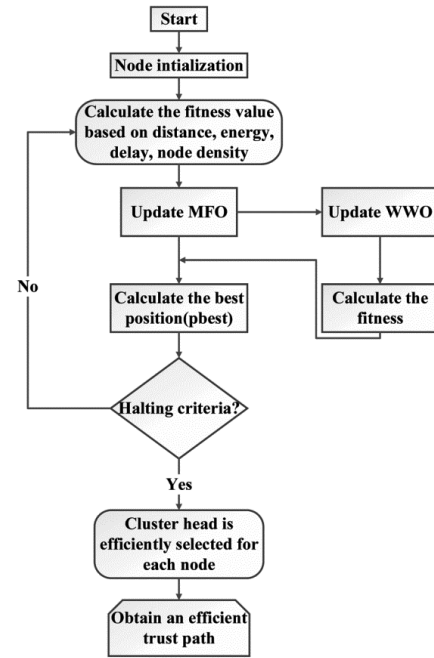 Start
Node intialization
Calculate the fitness value
based on distance, energy,
delay, node density
Update MFO
Update WWO
No
Calculate the best
position(pbest)
Calculate the
fitness
Halting criteria?
Yes
Cluster head is
efficiently selected for
each node
Obtain an efficient
trust path